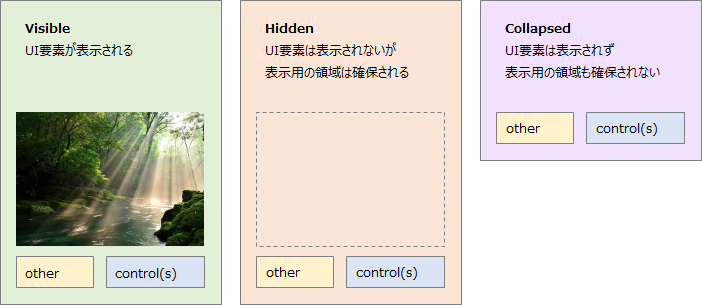 Visible
UI要素が表示される
other
control(s)
Hidden
UI要素は表示されないが
表示用の領域は確保される
other
control(s)
Collapsed
UI要素は表示されず
表示用の領域も確保されない
other
control(s)